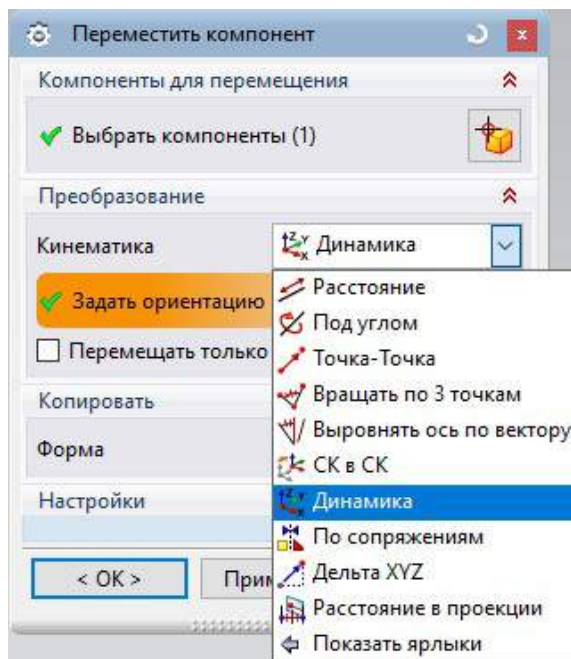 Переместить компонент
Компоненты для перемещения
Выбрать компоненты (1)
Преобразование
Кинематика
Динамика
Задать ориентацию
Перемещать только
Копировать
Форма
Настройки
< OK >
Прим
Расстояние
Под углом
Точка-Точка
Вращать по 3 точкам
Выровнять ось по вектору
СК в СК
Динамика
По сопряжениям
Дельта XYZ
Расстояние в проекции
Показать ярлыки